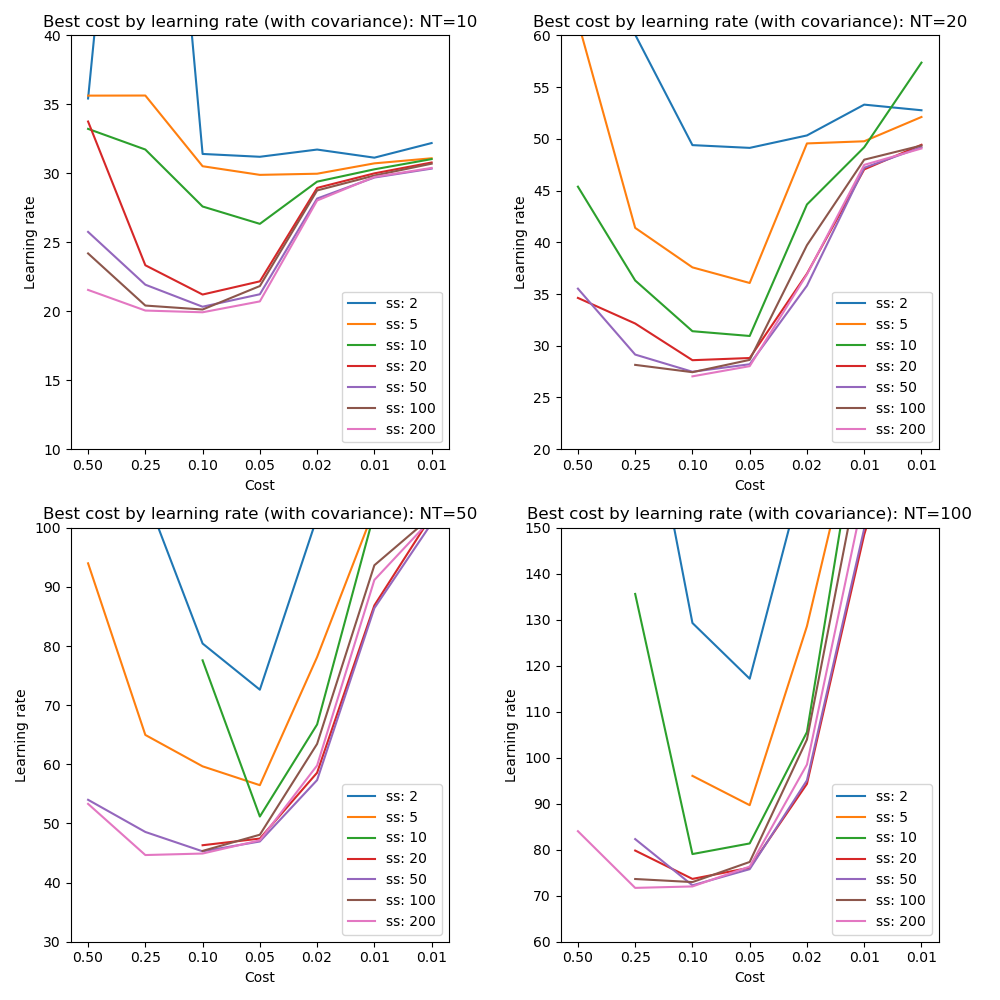 Best cost by learning rate (with covariance): NT=10
40
35
30
25
20
15
10
Learning rate
0.50 0.25 0.10 0.05 0.02 0.01 0.01
Cost
ss: 2
ss: 5
ss: 10
ss: 20
ss: 50
ss: 100
ss: 200
Best cost by learning rate (with covariance): NT=20
60
55
50
45
40
35
30
25
20
Learning rate
0.50 0.25 0.10 0.05 0.02 0.01 0.01
Cost
ss: 2
ss: 5
ss: 10
ss: 20
ss: 50
ss: 100
ss: 200
Best cost by learning rate (with covariance): NT=50
100
90
80
70
60
50
40
30
Learning rate
0.50 0.25 0.10 0.05 0.02 0.01 0.01
Cost
ss: 2
ss: 5
ss: 10
ss: 20
ss: 50
ss: 100
ss: 200
Best cost by learning rate (with covariance): NT=100
150
140
130
120
110
100
90
80
70
60
Learning rate
0.50 0.25 0.10 0.05 0.02 0.01 0.01
Cost
ss: 2
ss: 5
ss: 10
ss: 20
ss: 50
ss: 100
ss: 200